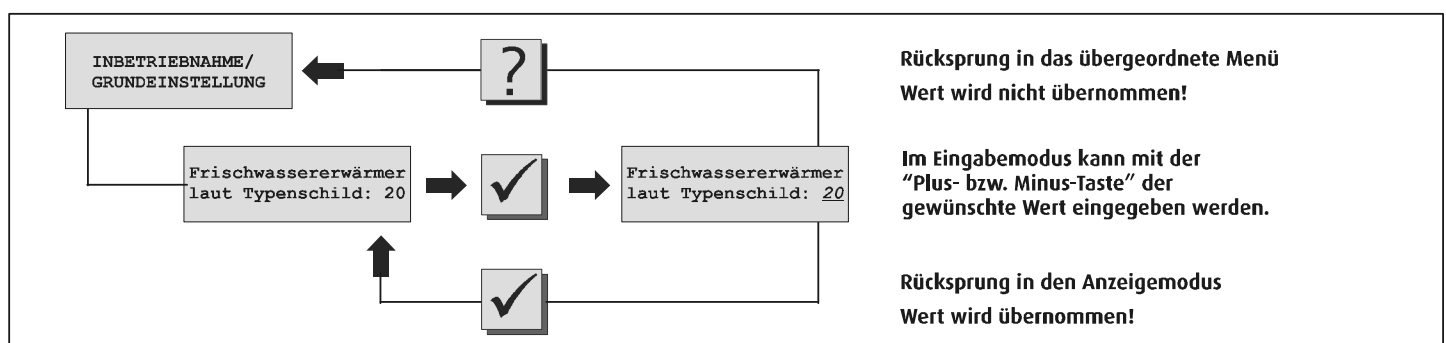 INBETRIEBNAHME/
GRUNDEINSTELLUNG
?
Rücksprung in das übergeordnete Menü
Wert wird nicht übernommen!
Frischwassererwärmer
laut Typenschild: 20
Frischwassererwärmer
laut Typenschild: 20
Im Eingabemodus kann mit der
"Plus- bzw. Minus-Taste" der
gewünschte Wert eingegeben werden.
Rücksprung in den Anzeigemodus
Wert wird übernommen!